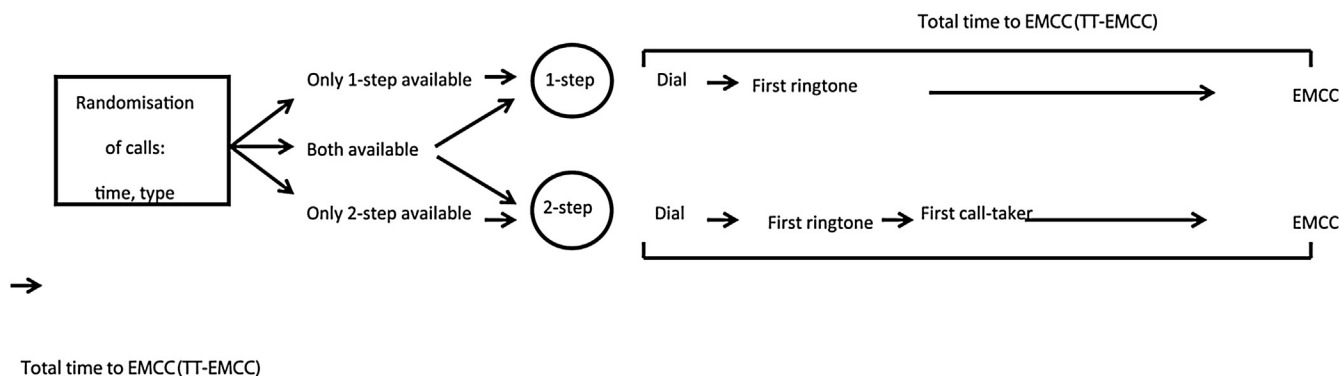 Total time to EMCC (TT-EMCC)
Randomisation
of calls:
time, type
Only 1-step available
Both available
Only 2-step available
1-step
2-step
Dial
First ringtone
EMCC
Dial
First ringtone
First call-taker
EMCC
Total time to EMCC (TT-EMCC)